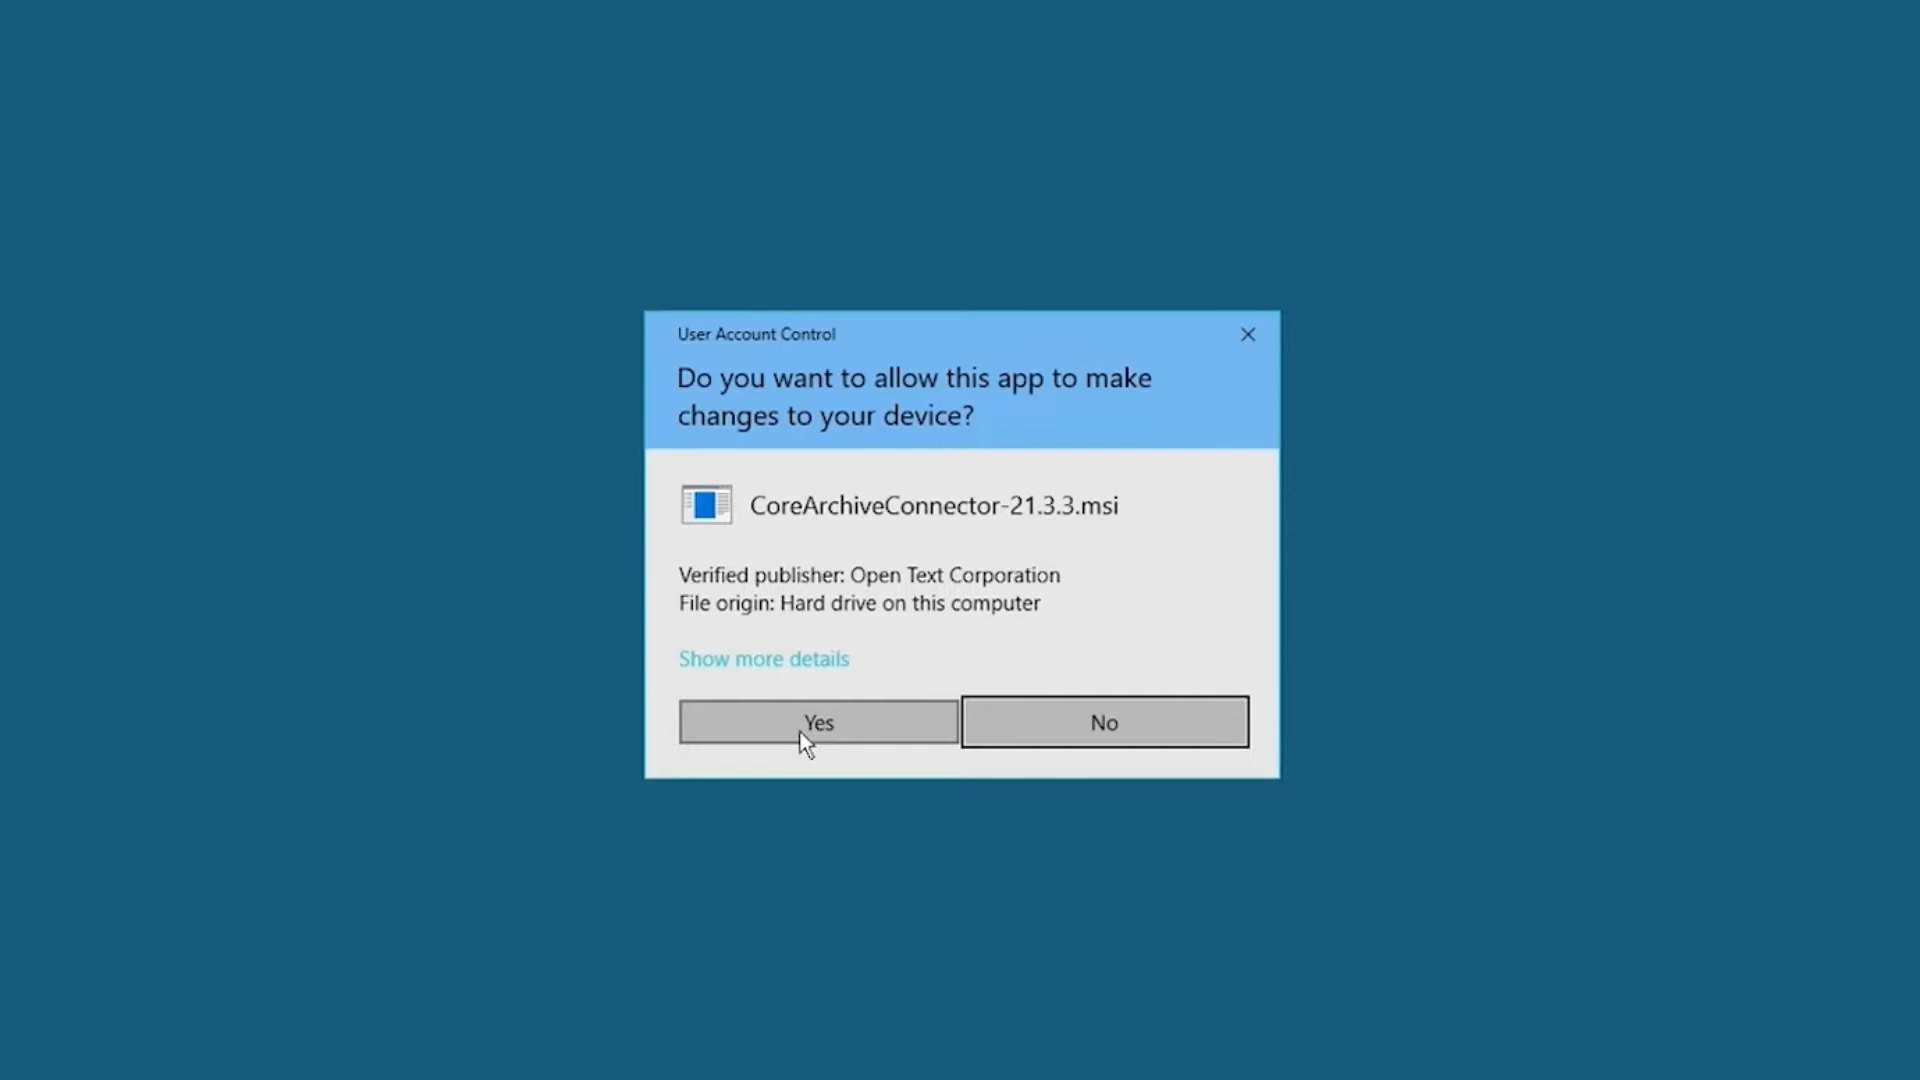 User Account Control
Do you want to allow this app to make
changes to your device?
CoreArchiveConnector-21.3.3.msi
Verified publisher: Open Text Corporation
File origin: Hard drive on this computer
Show more details
Yes
No